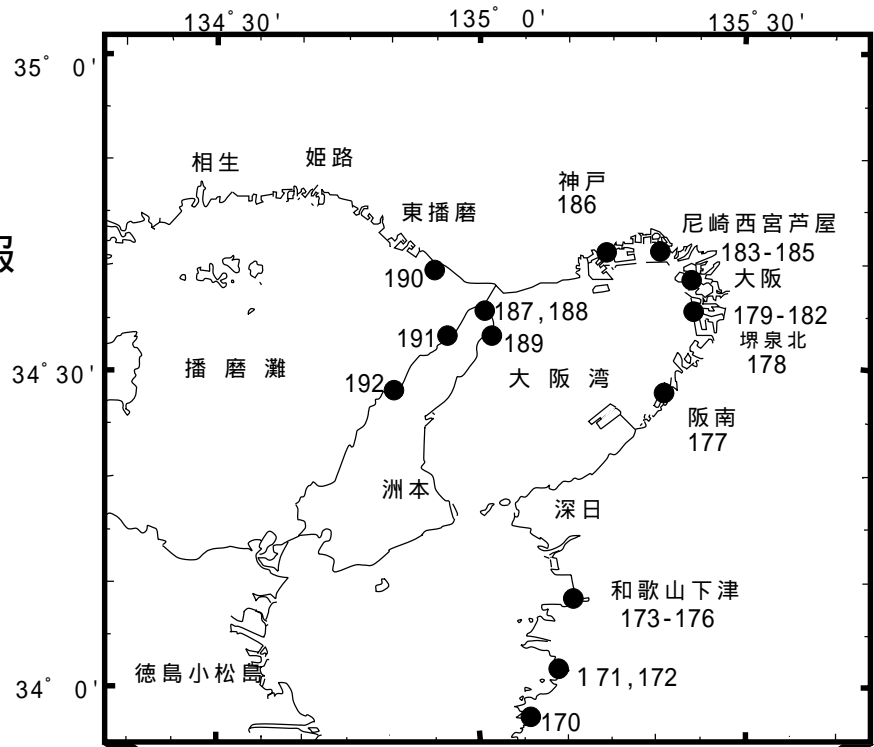 134° 30'
135° 0'
135° 30'
35° 0'
相生
姫路
神戸
186
東播磨
尼崎西宮芦屋
183-185
報
190
大阪
187,188
179-182
191
189
堺泉北
178
播磨灘
34° 30'
192
大阪湾
阪南
177
洲本
深日
和歌山下津
173-176
徳島小松島
171,172
34° 0'
170